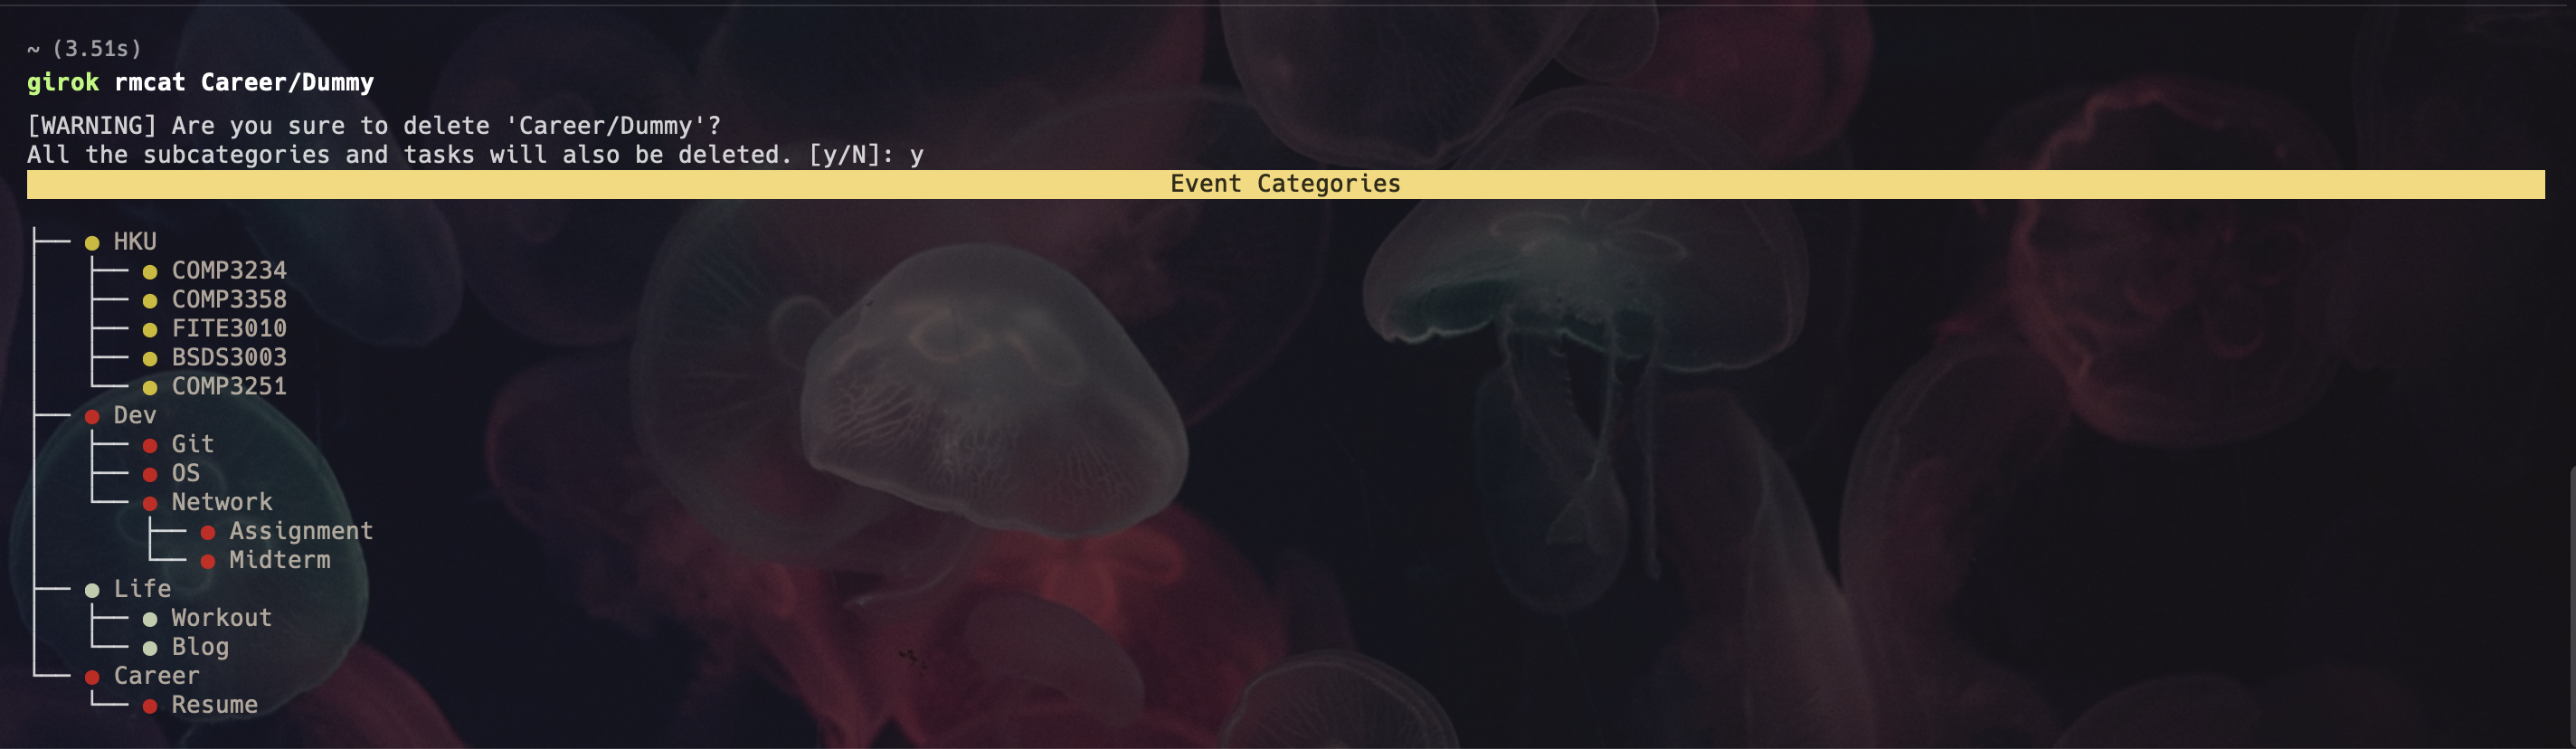 ~ (3.51s)
girok rmcat Career/Dummy
[WARNING] Are you sure to delete 'Career/Dummy'?
All the subcategories and tasks will also be deleted. [y/N]: y
Event Categories
HKU
COMP3234
COMP3358
FITE3010
BSDS3003
COMP3251
Dev
Git
OS
Network
Assignment
Midterm
Life
Workout
Blog
Career
Resume